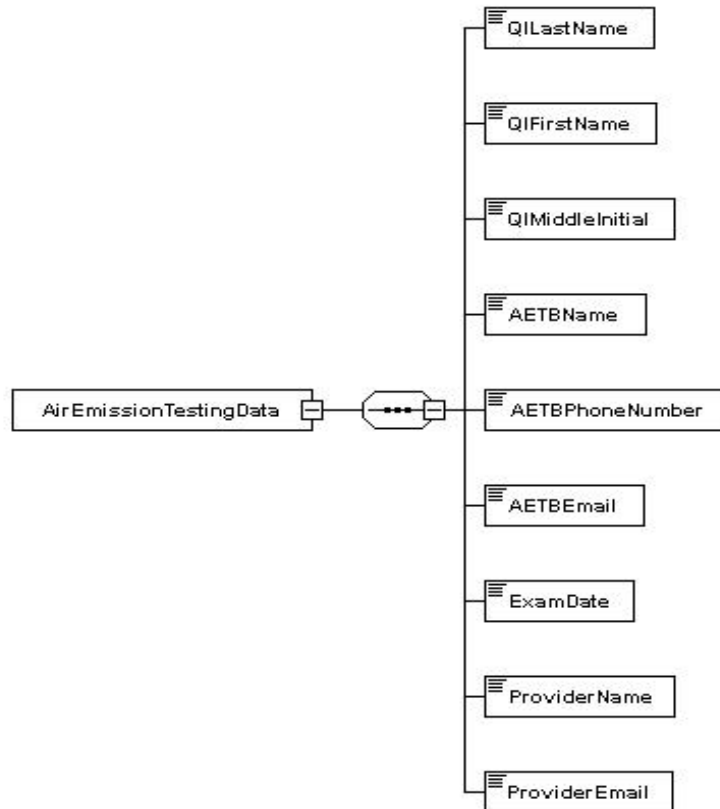 QILastName
QIFirstName
QIMiddleInitial
AETBName
AirEmissionTestingData
AETBPhoneNumber
AETBEmail
ExamDate
ProviderName
ProviderEmail